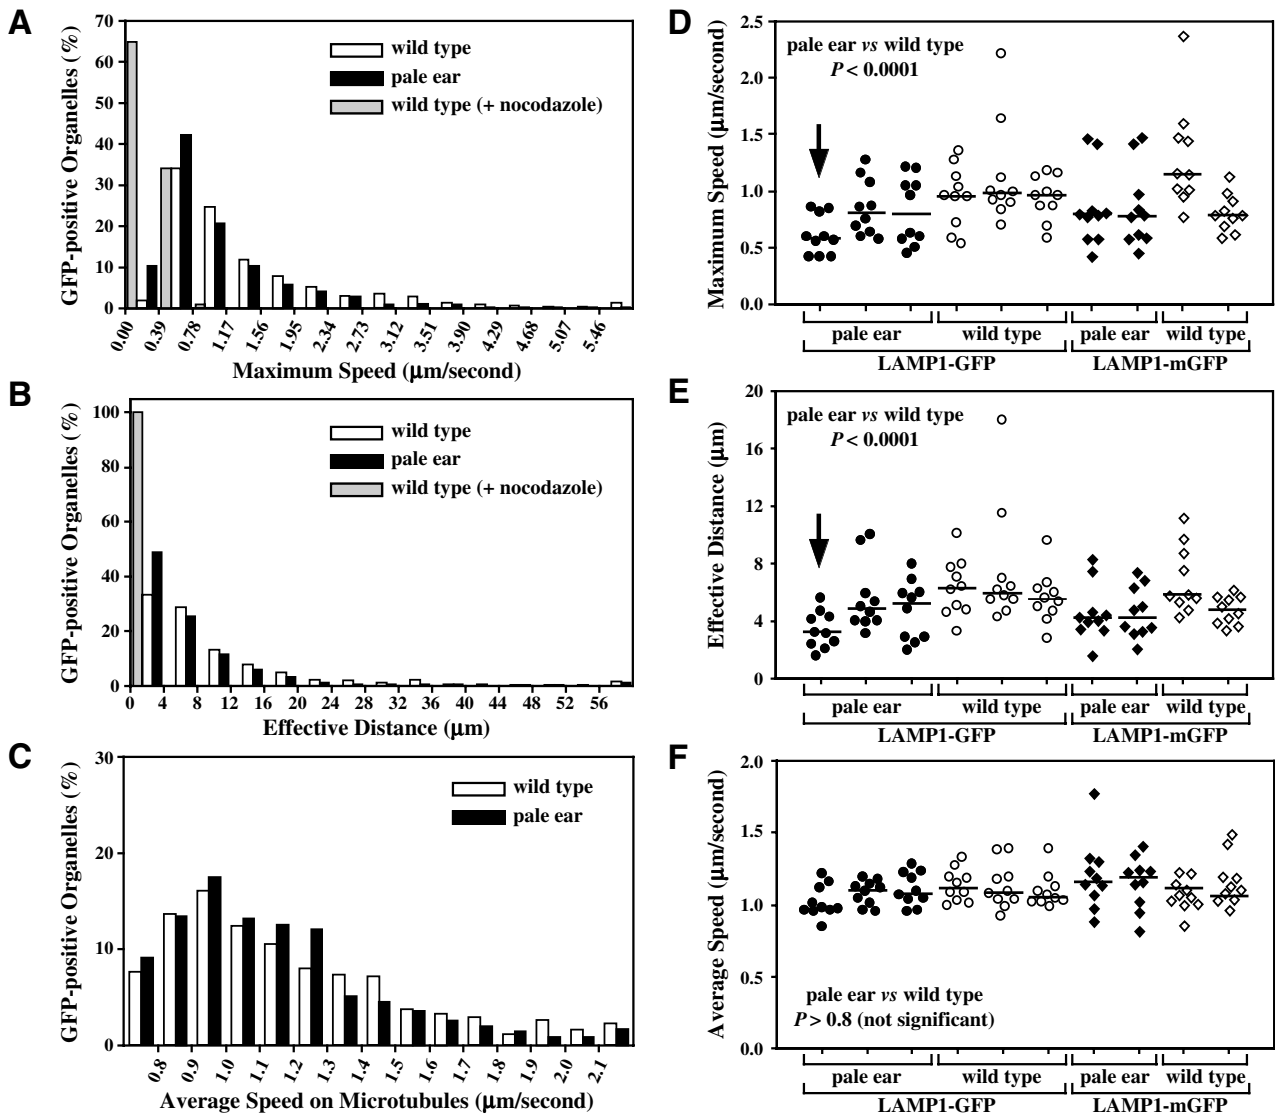 A
GFP-positive Organelles (%)
70
60
50
40
30
20
10
0
wild type
pale ear
wild type (+ nocodazole)
0.00
0.39
0.78
1.17
1.56
1.95
2.34
2.73
3.12
3.51
3.90
4.29
4.68
5.07
5.46
Maximum Speed (μm/second)
B
GFP-positive Organelles (%)
100
80
60
40
20
0
wild type
pale ear
wild type (+ nocodazole)
0 4 8 12 16 20 24 28 32 36 40 44 48 52 56
Effective Distance (μm)
C
GFP-positive Organelles (%)
30
20
10
0
wild type
pale ear
0.8
0.9
1.0
1.1
1.2
1.3
1.4
1.5
1.6
1.7
1.8
1.9
2.0
2.1
Average Speed on Microtubules (μm/second)
D
Maximum Speed (μm/second)
2.5
2.0
1.5
1.0
0.5
0.0
pale ear vs wild type
P < 0.0001
pale ear wild type pale ear wild type
LAMP1-GFP LAMP1-mGFP
E
Effective Distance (μm)
20
16
12
8
4
0
pale ear vs wild type
P < 0.0001
pale ear wild type pale ear wild type
LAMP1-GFP LAMP1-mGFP
F
Average Speed (μm/second)
2.0
1.5
1.0
0.5
0.0
pale ear vs wild type
P > 0.8 (not significant)
pale ear wild type pale ear wild type
LAMP1-GFP LAMP1-mGFP